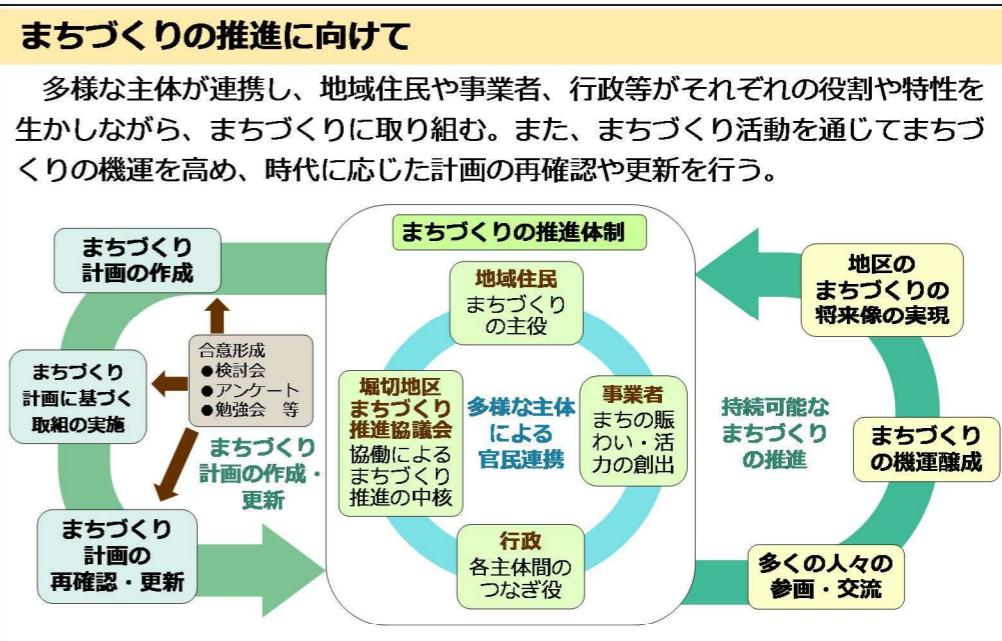 まちづくりの推進に向けて
多様な主体が連携し、地域住民や事業者、行政等がそれぞれの役割や特性を
生かしながら、まちづくりに取り組む。また、まちづくり活動を通じてまちづ
くりの機運を高め、時代に応じた計画の再確認や更新を行う。
まちづくり
計画の作成
合意形成
●検討会
●アンケート
●勉強会 等
まちづくり
計画に基づく
取組の実施
まちづくり
計画の作成・
更新
まちづくり
計画の
再確認・更新
まちづくりの推進体制
地域住民
まちづくり
の主役
堀切地区
まちづくり
推進協議会
協働による
まちづくり
推進の中核
多様な主体
による
官民連携
事業者
まちの賑
わい・活
力の創出
行政
各主体間の
つなぎ役
地区の
まちづくりの
将来像の実現
持続可能な
まちづくり
の推進
まちづくり
の機運醸成
多くの人々の
参画・交流